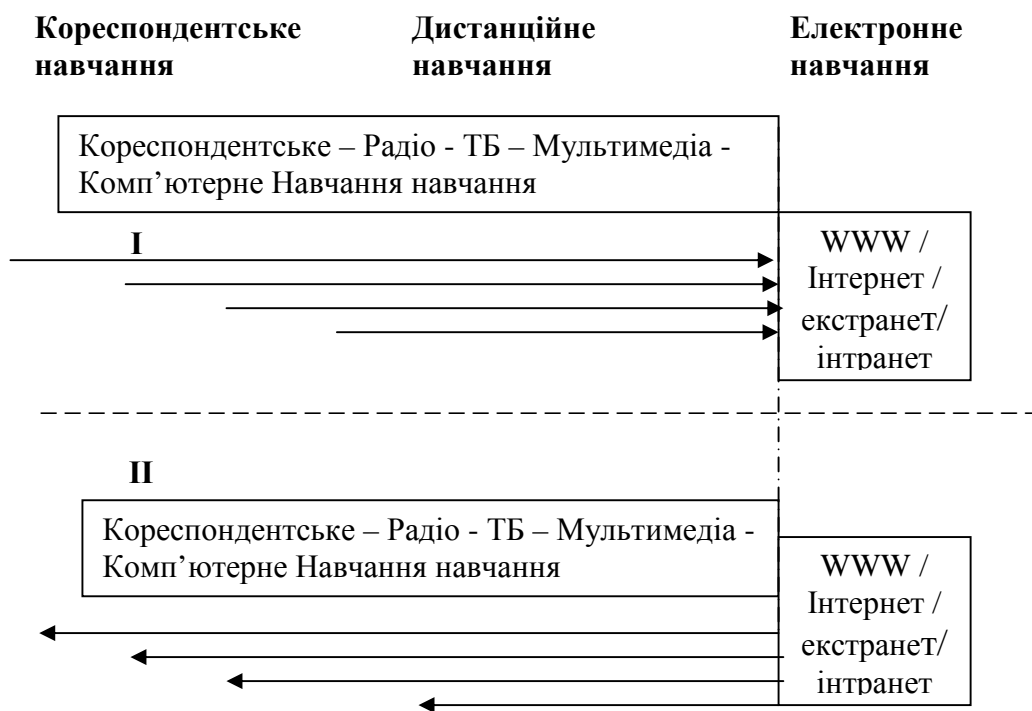 Кореспондентське навчання
Дистанційне навчання
Електронне навчання
Кореспондентське – Радіо - ТБ – Мультимедіа -
Комп’ютерне Навчання навчання
I
WWW /
Інтернет /
екстранет/
інтранет
II
Кореспондентське – Радіо - ТБ – Мультимедіа -
Комп’ютерне Навчання навчання
WWW /
Інтернет /
екстранет/
інтранет